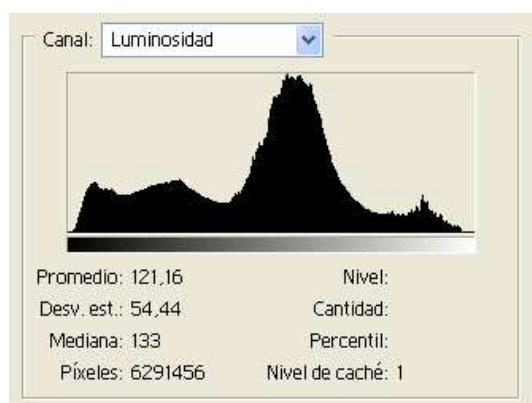 Canal: Luminosidad
Promedio: 121,16 Nivel:
Desv. est.: 54,44 Cantidad:
Mediana: 133 Percentil:
Píxeles: 6291456 Nivel de caché: 1